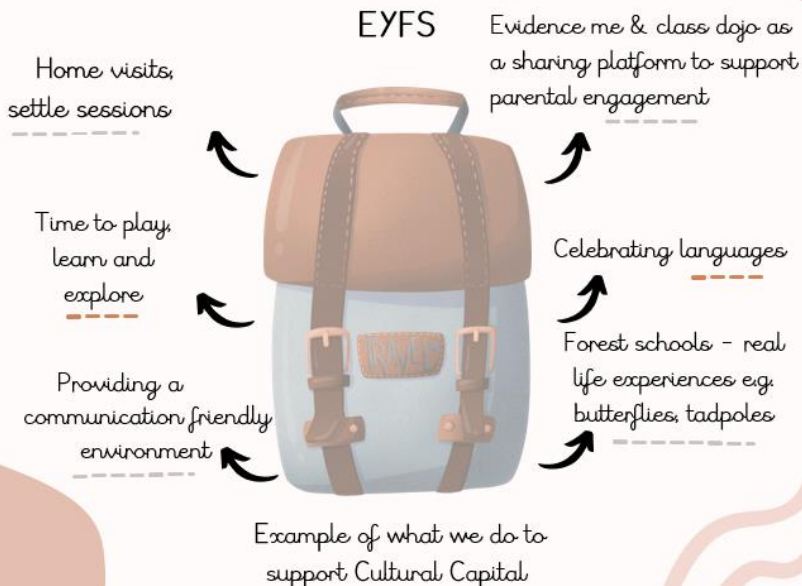 EYFS
Home visits,
settle sessions
Evidence me & class dojo as
a sharing platform to support
parental engagement
Time to play,
learn and
explore
Celebrating languages
Providing a
communication friendly
environment
Forest schools - real
life experiences e.g.
butterflies, tadpoles
Example of what we do to
support Cultural Capital